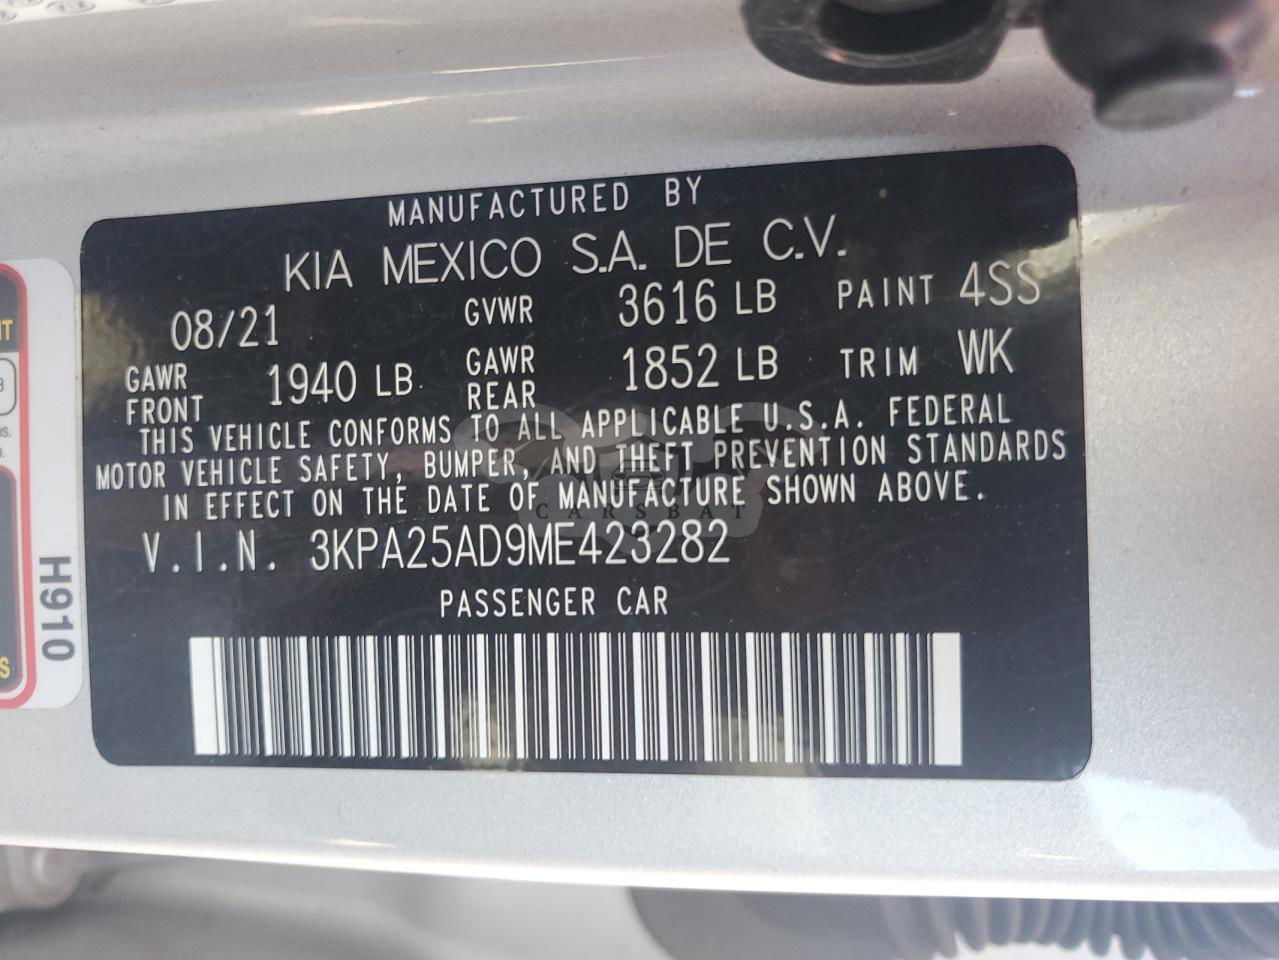 MANUFACTURED BY
KIA MEXICO S.A. DE C.V.
08/21 GVWR 3616 LB PAINT 4SS
GAWR FRONT 1940 LB GAWR REAR 1852 LB TRIM WK
THIS VEHICLE CONFORMS TO ALL APPLICABLE U.S.A. FEDERAL
MOTOR VEHICLE SAFETY, BUMPER, AND THEFT PREVENTION STANDARDS
IN EFFECT ON THE DATE OF MANUFACTURE SHOWN ABOVE.
CARSBAT
V.I.N. 3KPA25AD9ME423282
PASSENGER CAR
H910